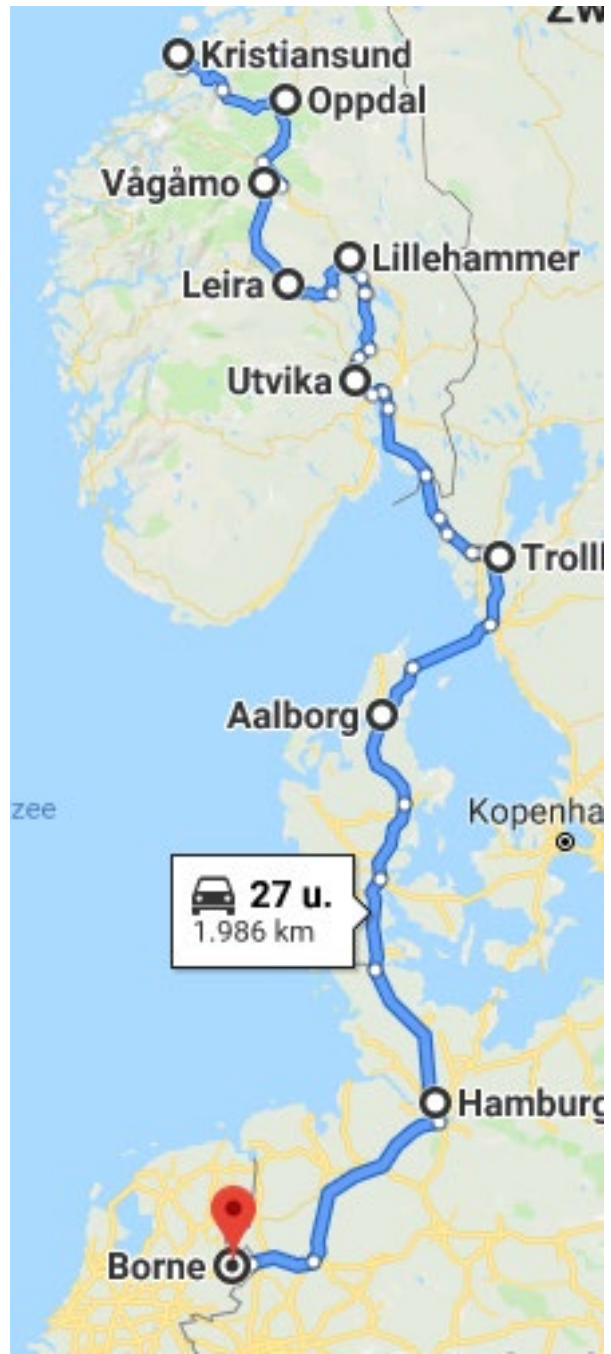 Zw
Kristiansund
Oppdal
Vågåmo
Lillehammer
Leira
Utvika
Trollh
Aalborg
zee
Kopenha
27 u.
1.986 km
Hamburg
Borne